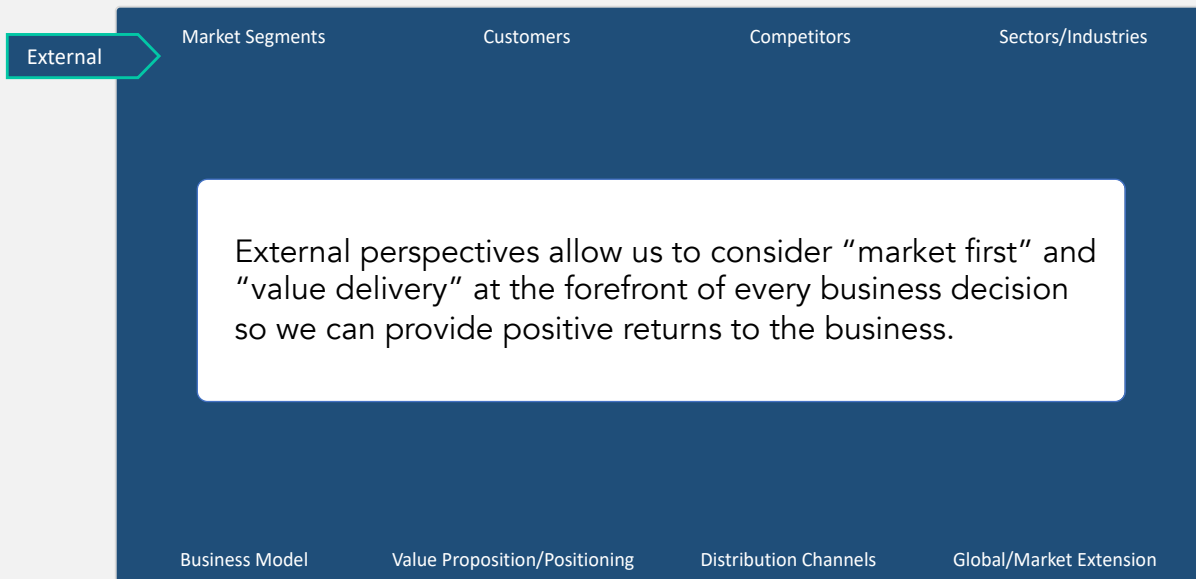 External
Market Segments
Customers
Competitors
Sectors/Industries
External perspectives allow us to consider “market first” and
“value delivery” at the forefront of every business decision
so we can provide positive returns to the business.
Business Model
Value Proposition/Positioning
Distribution Channels
Global/Market Extension